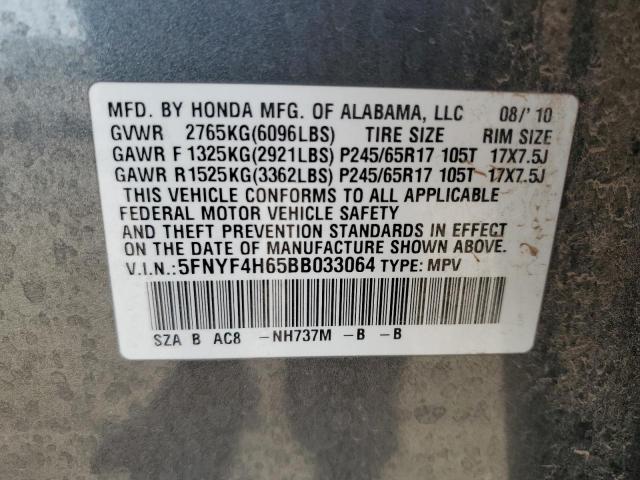 MFD. BY HONDA MFG. OF ALABAMA, LLC 08/'10
GVWR 2765KG(6096LBS) TIRE SIZE RIM SIZE
GAWR F 1325KG(2921LBS) P245/65R17 105T 17X7.5J
GAWR R 1525KG(3362LBS) P245/65R17 105T 17X7.5J
THIS VEHICLE CONFORMS TO ALL APPLICABLE
FEDERAL MOTOR VEHICLE SAFETY
AND THEFT PREVENTION STANDARDS IN EFFECT
ON THE DATE OF MANUFACTURE SHOWN ABOVE.
V.I.N.:5FNYF4H65BB033064 TYPE: MPV
SZA B AC8 -NH737M -B -B